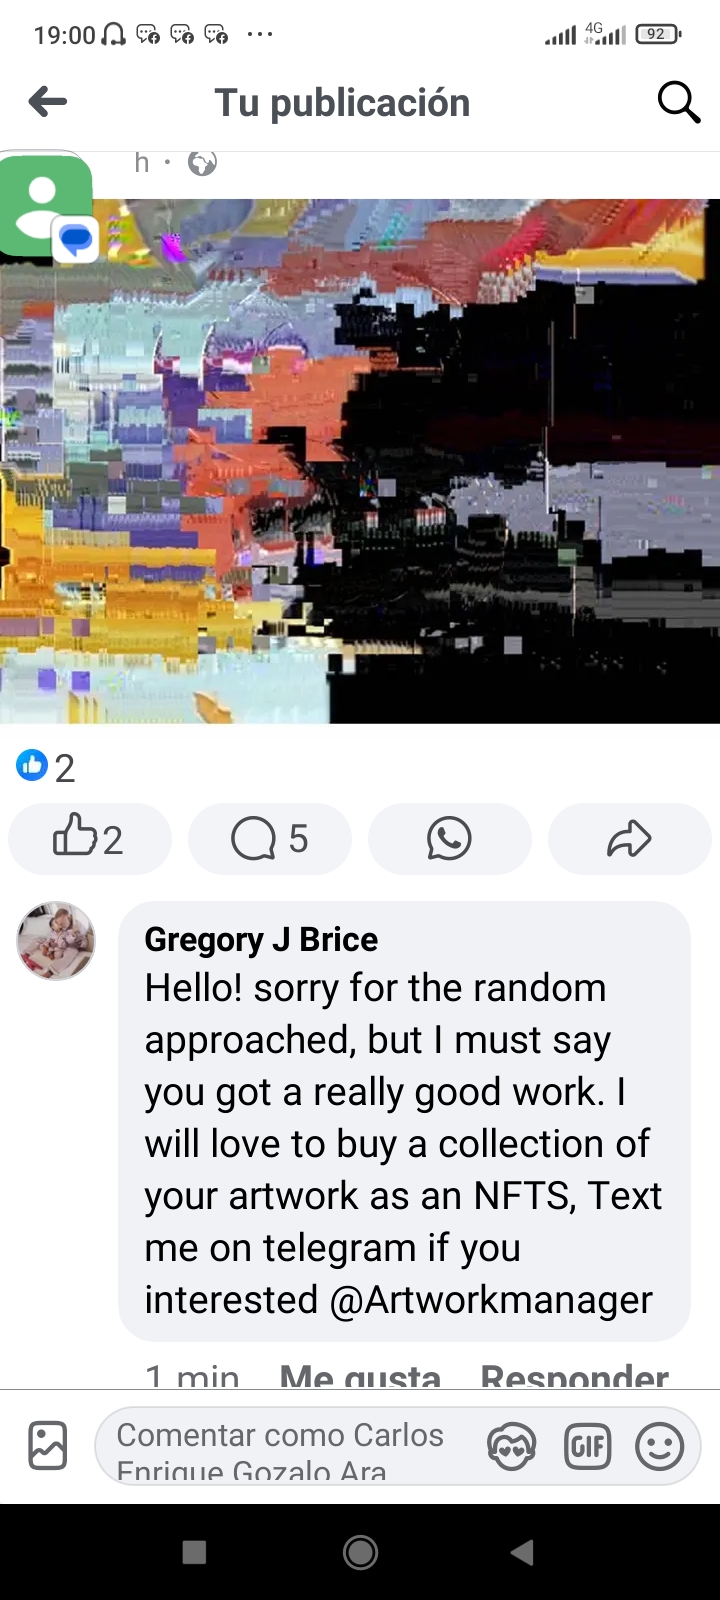 19:00 4G 92
Tu publicación
h ·
2
2 5
Gregory J Brice
Hello! sorry for the random
approached, but I must say
you got a really good work. I
will love to buy a collection of
your artwork as an NFTS, Text
me on telegram if you
interested @Artworkmanager
1 min Me gusta Responder
Comentar como Carlos
Enrique Gozalo Ara
GIF